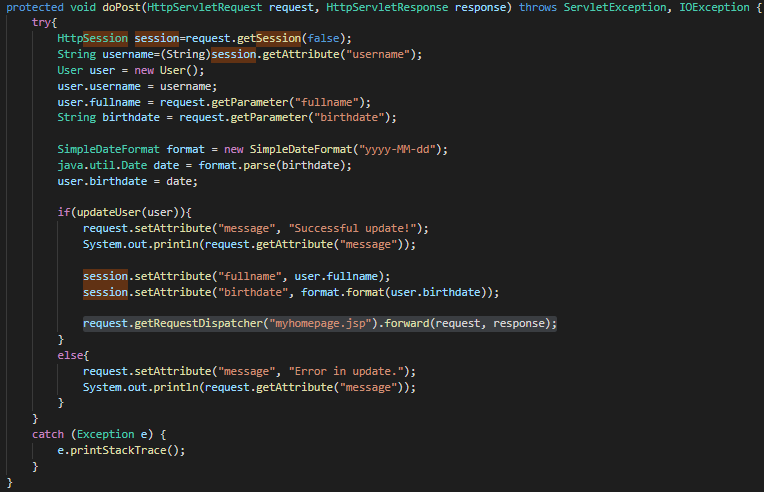 protected void doPost(HttpServletRequest request, HttpServletResponse response) throws ServletException, IOException {
try{
HttpSession session=request.getSession(false);
String username=(String)session.getAttribute("username");
User user = new User();
user.username = username;
user.fullname = request.getParameter("fullname");
String birthdate = request.getParameter("birthdate");
SimpleDateFormat format = new SimpleDateFormat("yyyy-MM-dd");
java.util.Date date = format.parse(birthdate);
user.birthdate = date;
if(updateUser(user)){
request.setAttribute("message", "Successful update!");
System.out.println(request.getAttribute("message"));
session.setAttribute("fullname", user.fullname);
session.setAttribute("birthdate", format.format(user.birthdate));
request.getRequestDispatcher("myhomepage.jsp").forward(request, response);
}
else{
request.setAttribute("message", "Error in update.");
System.out.println(request.getAttribute("message"));
}
}
catch (Exception e) {
e.printStackTrace();
}
}